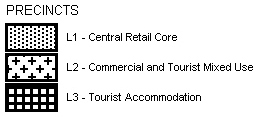 PRECINCTS
L1 - Central Retail Core
L2 - Commercial and Tourist Mixed Use
L3 - Tourist Accommodation